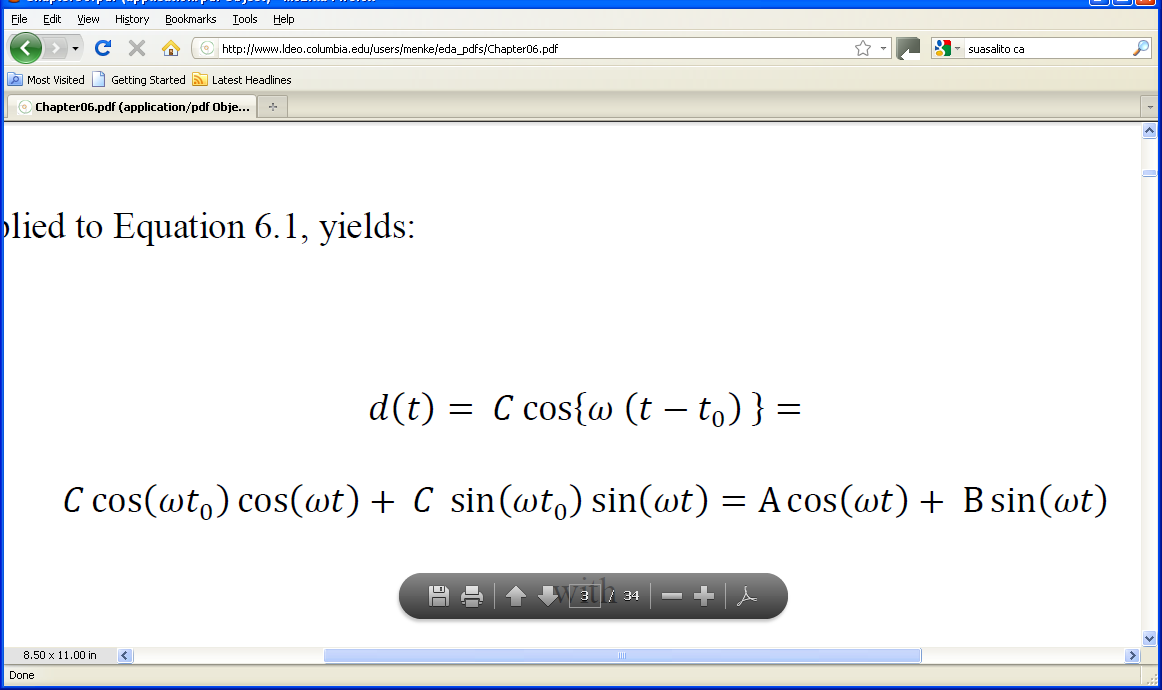 File Edit View History Bookmarks Tools Help
http://www.ldeo.columbia.edu/users/menke/eda_pdfs/Chapter06.pdf suasalito ca
Most Visited Getting Started Latest Headlines
Chapter06.pdf (application/pdf Obje...
plied to Equation 6.1, yields:
d(t) = C cos{ω (t − t₀) } =
C cos(ωt₀) cos(ωt) + C sin(ωt₀) sin(ωt) = A cos(ωt) + B sin(ωt)
with
3 / 34
8.50 x 11.00 in
Done